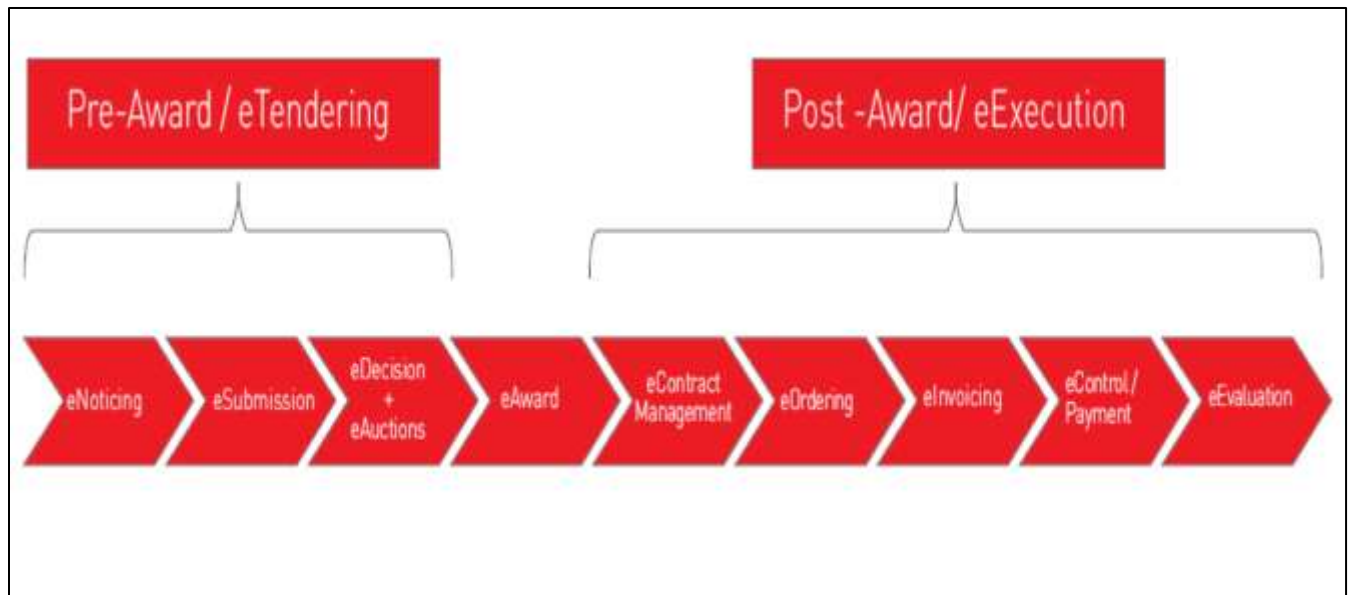 Pre-Award / eTendering
Post -Award/ eExecution
eNoticing
eSubmission
eDecision
+
eAuctions
eAward
eContract
Management
eOrdering
eInvoicing
eControl /
Payment
eEvaluation